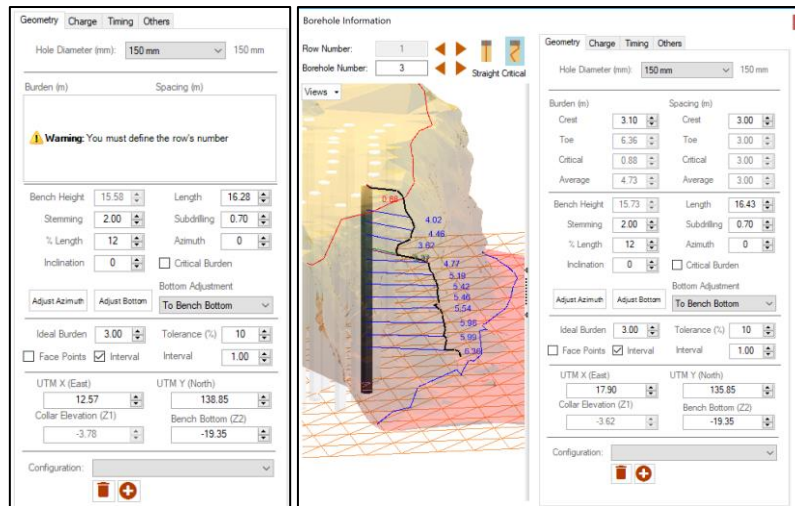 Geometry Charge Timing Others
Hole Diameter (mm): 150 mm 150 mm
Burden (m) Spacing (m)
Warning: You must define the row's number
Bench Height 15.58 Length 16.28
Stemming 2.00 Subdrilling 0.70
% Length 12 Azimuth 0
Inclination 0 Critical Burden
Bottom Adjustment
Adjust Azimuth Adjust Bottom To Bench Bottom
Ideal Burden 3.00 Tolerance (%) 10
Face Points Interval Interval 1.00
UTM X (East) UTM Y (North)
12.57 138.85
Collar Elevation (Z1) Bench Bottom (Z2)
-3.78 -19.35
Configuration:
Borehole Information
Row Number: 1
Borehole Number: 3
Straight Critical
Views
0.88
4.02
4.46
3.62
4.77
5.19
5.42
5.46
5.54
5.96
5.99
6.36
Geometry Charge Timing Others
Hole Diameter (mm): 150 mm 150 mm
Burden (m) Spacing (m)
Crest 3.10 Crest 3.00
Toe 6.36 Toe 3.00
Critical 0.88 Critical 3.00
Average 4.73 Average 3.00
Bench Height 15.73 Length 16.43
Stemming 2.00 Subdrilling 0.70
% Length 12 Azimuth 0
Inclination 0 Critical Burden
Bottom Adjustment
Adjust Azimuth Adjust Bottom To Bench Bottom
Ideal Burden 3.00 Tolerance (%) 10
Face Points Interval Interval 1.00
UTM X (East) UTM Y (North)
17.90 135.85
Collar Elevation (Z1) Bench Bottom (Z2)
-3.62 -19.35
Configuration: